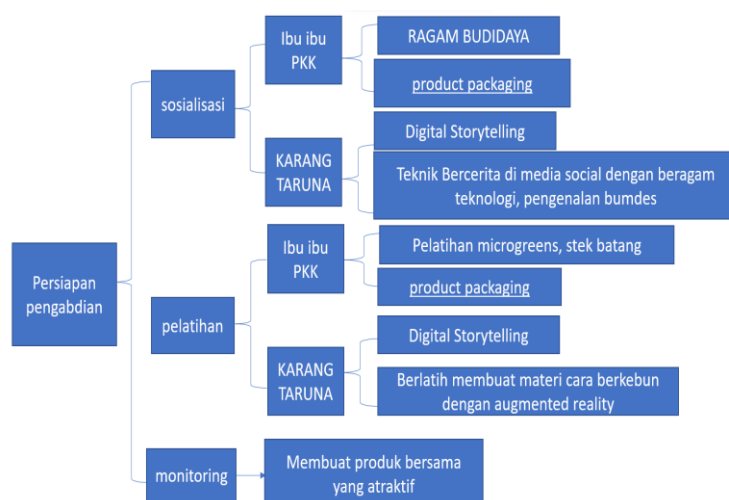 Persiapan
pengabdian
sosialisasi
Ibu ibu
PKK
RAGAM BUDIDAYA
product packaging
KARANG
TARUNA
Digital Storytelling
Teknik Bercerita di media social dengan beragam
teknologi, pengenalan bumdes
pelatihan
Ibu ibu
PKK
Pelatihan microgreens, stek batang
product packaging
KARANG
TARUNA
Digital Storytelling
Berlatih membuat materi cara berkebun
dengan augmented reality
monitoring
Membuat produk bersama
yang atraktif